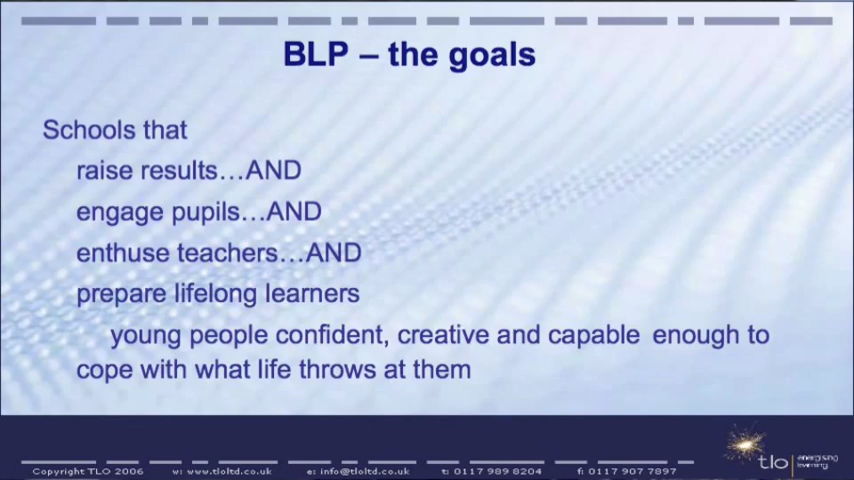 BLP – the goals
Schools that
raise results…AND
engage pupils…AND
enthuse teachers…AND
prepare lifelong learners
young people confident, creative and capable enough to
cope with what life throws at them
Copyright TLO 2006 w: www.tloltd.co.uk e: info@tloltd.co.uk t: 0117 989 8204 f: 0117 907 7897
tlo energising
learning